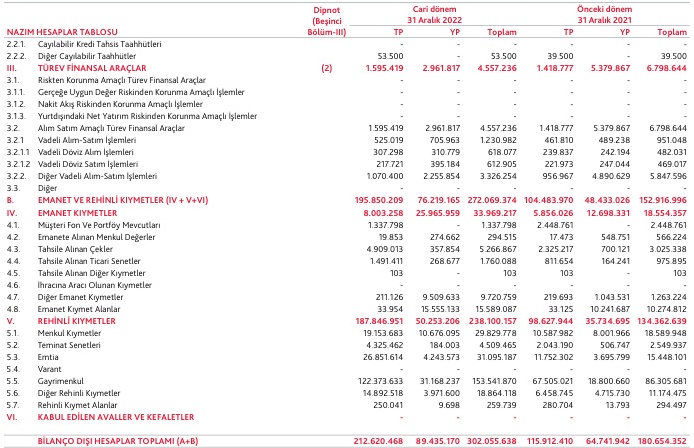 Dipnot Cari dönem Önceki dönem
(Beşinci 31 Aralık 2022 31 Aralık 2021
NAZIM HESAPLAR TABLOSU Bölüm-III) TP YP Toplam TP YP Toplam
2.2.1. Cayılabilir Kredi Tahsis Taahhütleri - - - - - -
2.2.2. Diğer Cayılabilir Taahhütler 53.500 - 53.500 39.500 - 39.500
III. TÜREV FİNANSAL ARAÇLAR (2) 1.595.419 2.961.817 4.557.236 1.418.777 5.379.867 6.798.644
3.1. Riskten Korunma Amaçlı Türev Finansal Araçlar - - - - - -
3.1.1. Gerçeğe Uygun Değer Riskinden Korunma Amaçlı İşlemler - - - - - -
3.1.2. Nakit Akış Riskinden Korunma Amaçlı İşlemler - - - - - -
3.1.3. Yurtdışındaki Net Yatırım Riskinden Korunma Amaçlı İşlemler - - - - - -
3.2. Alım Satım Amaçlı Türev Finansal Araçlar 1.595.419 2.961.817 4.557.236 1.418.777 5.379.867 6.798.644
3.2.1 Vadeli Alım-Satım İşlemleri 525.019 705.963 1.230.982 461.810 489.238 951.048
3.2.1.1 Vadeli Döviz Alım İşlemleri 307.298 310.779 618.077 239.837 242.194 482.031
3.2.1.2 Vadeli Döviz Satım İşlemleri 217.721 395.184 612.905 221.973 247.044 469.017
3.2.2. Diğer Vadeli Alım-Satım İşlemleri 1.070.400 2.255.854 3.326.254 956.967 4.890.629 5.847.596
3.3. Diğer - - - - - -
B. EMANET VE REHİNLİ KIYMETLER (IV + V+VI) 195.850.209 76.219.165 272.069.374 104.483.970 48.433.026 152.916.996
IV. EMANET KIYMETLER 8.003.258 25.965.959 33.969.217 5.856.026 12.698.331 18.554.357
4.1. Müşteri Fon Ve Portföy Mevcutları 1.337.798 - 1.337.798 2.448.761 - 2.448.761
4.2. Emanete Alınan Menkul Değerler 19.853 274.662 294.515 17.473 548.751 566.224
4.3. Tahsile Alınan Çekler 4.909.013 357.854 5.266.867 2.325.217 700.121 3.025.338
4.4. Tahsile Alınan Ticari Senetler 1.491.411 268.677 1.760.088 811.654 164.241 975.895
4.5. Tahsile Alınan Diğer Kıymetler 103 - 103 103 - 103
4.6. İhracına Aracı Olunan Kıymetler - - - - - -
4.7. Diğer Emanet Kıymetler 211.126 9.509.633 9.720.759 219.693 1.043.531 1.263.224
4.8. Emanet Kıymet Alanlar 33.954 15.555.133 15.589.087 33.125 10.241.687 10.274.812
V. REHİNLİ KIYMETLER 187.846.951 50.253.206 238.100.157 98.627.944 35.734.695 134.362.639
5.1. Menkul Kıymetler 19.153.683 10.676.095 29.829.778 10.587.982 8.001.966 18.589.948
5.2. Teminat Senetleri 4.325.462 184.003 4.509.465 2.043.190 506.747 2.549.937
5.3. Emtia 26.851.614 4.243.573 31.095.187 11.752.302 3.695.799 15.448.101
5.4. Varant - - - - - -
5.5. Gayrimenkul 122.373.633 31.168.237 153.541.870 67.505.021 18.800.660 86.305.681
5.6. Diğer Rehinli Kıymetler 14.892.518 3.971.600 18.864.118 6.458.745 4.715.730 11.174.475
5.7. Rehinli Kıymet Alanlar 250.041 9.698 259.739 280.704 13.793 294.497
VI. KABUL EDİLEN AVALLER VE KEFALETLER - - - - - -
BİLANÇO DIŞI HESAPLAR TOPLAMI (A+B) 212.620.468 89.435.170 302.055.638 115.912.410 64.741.942 180.654.352